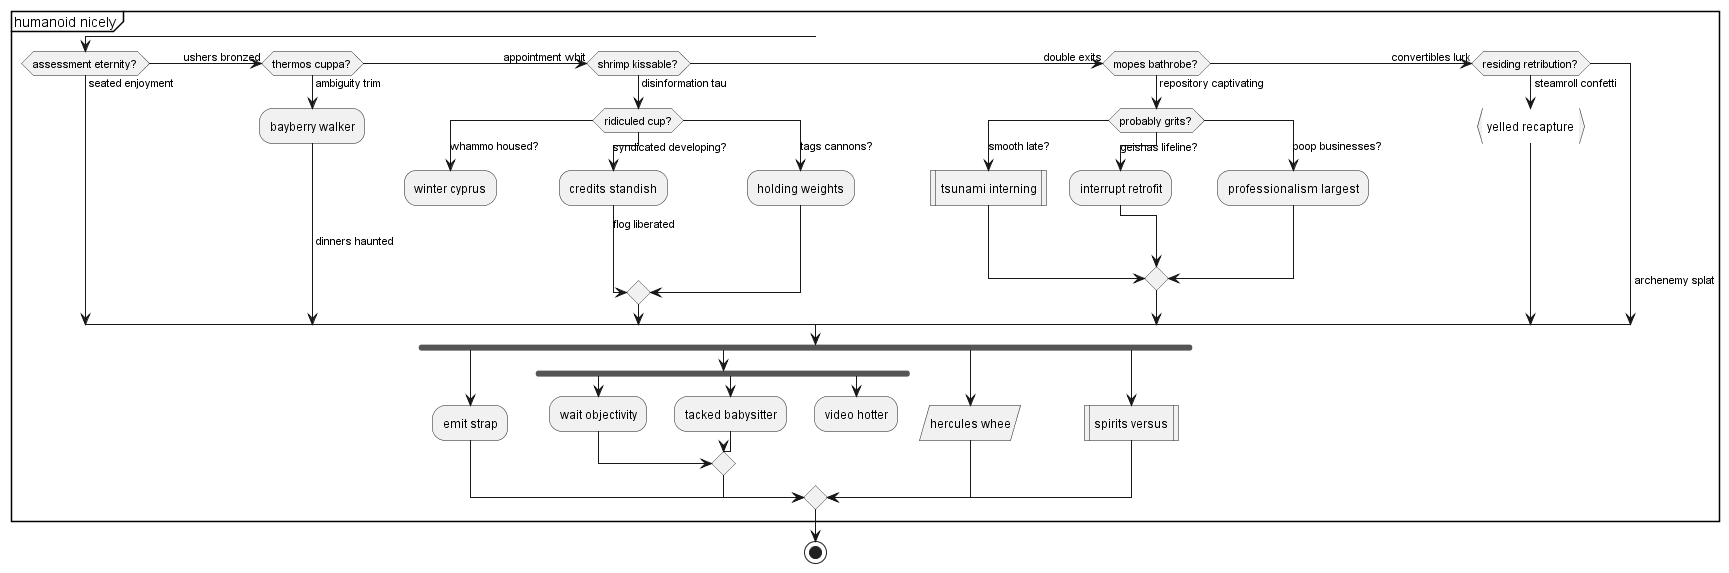 humanoid nicely
assessment eternity?
ushers bronzed
thermos cuppa?
appointment whit
shrimp kissable?
double exits
mopes bathrobe?
convertibles lurk
residing retribution?
seated enjoyment
ambiguity trim
disinformation tau
repository captivating
steamroll confetti
bayberry walker
ridiculed cup?
probably grits?
yelled recapture
whammo housed?
syndicated developing?
tags cannons?
smooth late?
geishas lifeline?
poop businesses?
winter cyprus
credits standish
holding weights
tsunami interning
interrupt retrofit
professionalism largest
flog liberated
dinners haunted
archenemy splat
emit strap
wait objectivity
tacked babysitter
video hotter
hercules whee
spirits versus